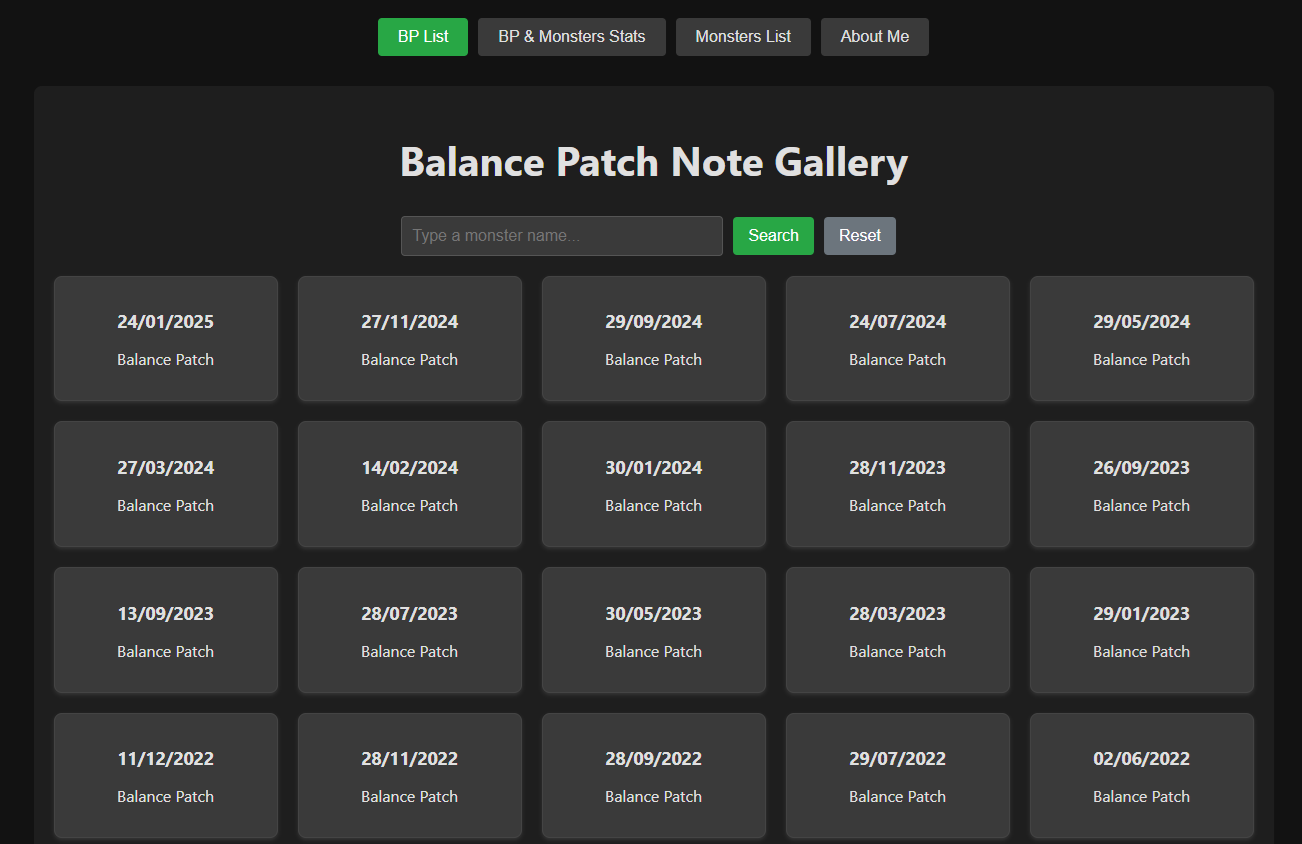 BP List BP & Monsters Stats Monsters List About Me
Balance Patch Note Gallery
Type a monster name... Search Reset
24/01/2025 27/11/2024 29/09/2024 24/07/2024 29/05/2024
Balance Patch Balance Patch Balance Patch Balance Patch Balance Patch
27/03/2024 14/02/2024 30/01/2024 28/11/2023 26/09/2023
Balance Patch Balance Patch Balance Patch Balance Patch Balance Patch
13/09/2023 28/07/2023 30/05/2023 28/03/2023 29/01/2023
Balance Patch Balance Patch Balance Patch Balance Patch Balance Patch
11/12/2022 28/11/2022 28/09/2022 29/07/2022 02/06/2022
Balance Patch Balance Patch Balance Patch Balance Patch Balance Patch